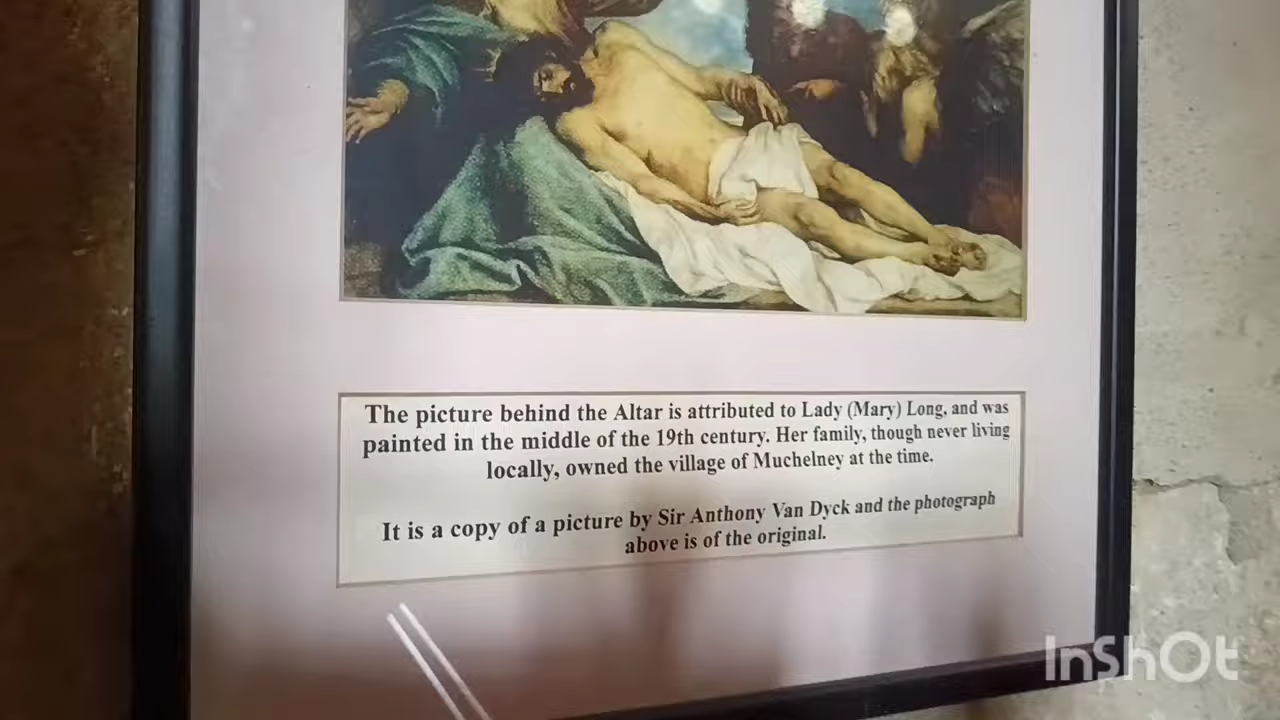 The picture behind the Altar is attributed to Lady (Mary) Long, and was
painted in the middle of the 19th century. Her family, though never living
locally, owned the village of Muchelney at the time.
It is a copy of a picture by Sir Anthony Van Dyck and the photograph
above is of the original.
InShOt